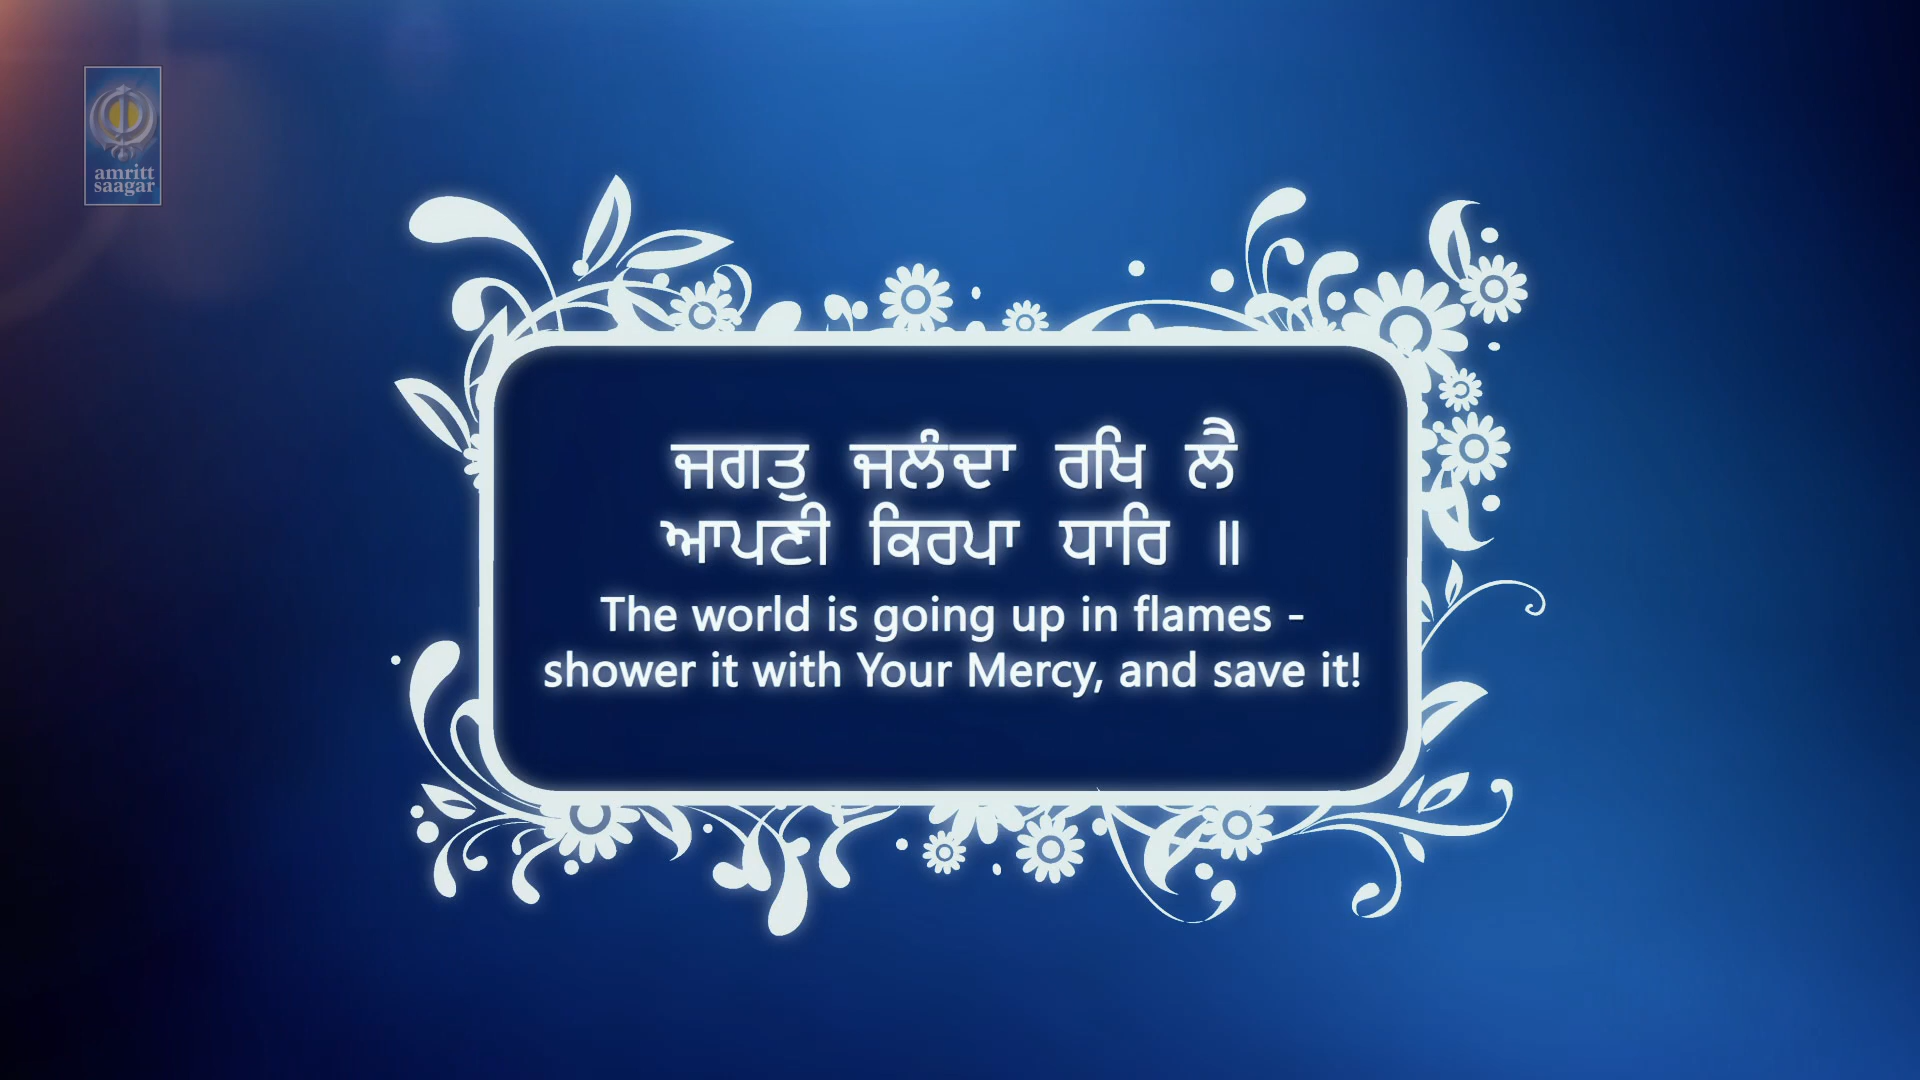 amritt
saagar
ਜਗਤੁ ਜਲੰਦਾ ਰਖਿ ਲੈ
ਆਪਣੀ ਕਿਰਪਾ ਧਾਰਿ ॥
The world is going up in flames -
shower it with Your Mercy, and save it!